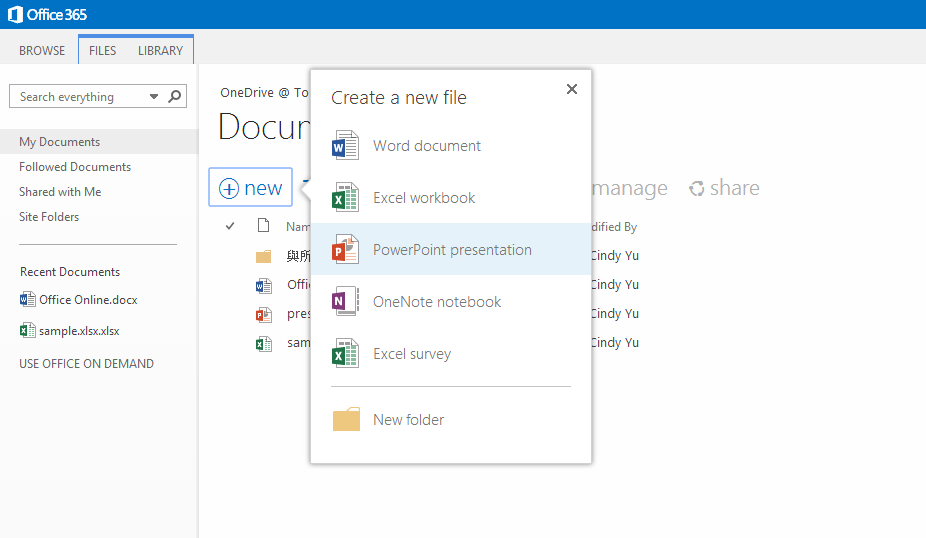 Office 365
BROWSE FILES LIBRARY
Search everything
My Documents
Followed Documents
Shared with Me
Site Folders
Recent Documents
Office Online.docx
sample.xlsx.xlsx
USE OFFICE ON DEMAND
OneDrive @ To
Docum
new
manage share
Nam
dified By
與所
Cindy Yu
Offi
Cindy Yu
pres
Cindy Yu
sam
Cindy Yu
Create a new file
Word document
Excel workbook
PowerPoint presentation
OneNote notebook
Excel survey
New folder